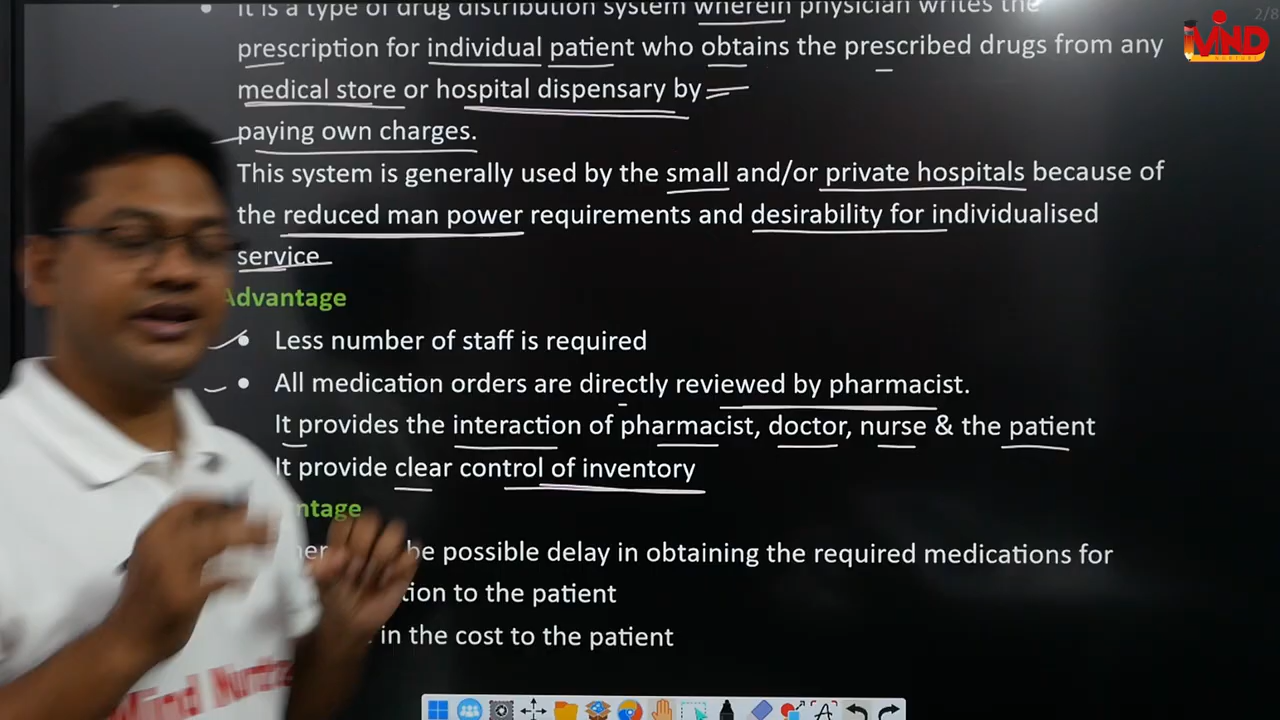 It is a type of drug distribution system wherein physician writes the
2/8
MIND
prescription for individual patient who obtains the prescribed drugs from any
medical store or hospital dispensary by
paying own charges.
This system is generally used by the small and/or private hospitals because of
the reduced man power requirements and desirability for individualised
service
Advantage
Less number of staff is required
All medication orders are directly reviewed by pharmacist.
It provides the interaction of pharmacist, doctor, nurse & the patient
It provide clear control of inventory
ntage
be possible delay in obtaining the required medications for
tion to the patient
in the cost to the patient
Mind